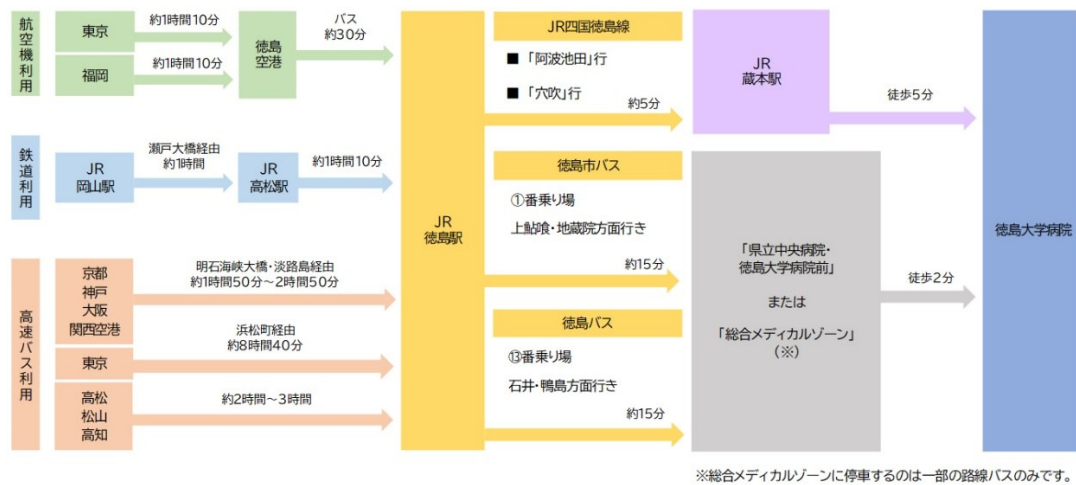 航空機利用
東京
約1時間10分
福岡
約1時間10分
徳島
空港
バス
約30分
鉄道利用
JR
岡山駅
瀬戸大橋経由
約1時間
JR
高松駅
約1時間10分
高速バス利用
京都
神戸
大阪
関西空港
明石海峡大橋・淡路島経由
約1時間50分～2時間50分
東京
浜松町経由
約8時間40分
高松
松山
高知
約2時間～3時間
JR
徳島駅
JR四国徳島線
■ 「阿波池田」行
■ 「穴吹」行
約5分
JR
蔵本駅
徒歩5分
徳島市バス
①番乗り場
上鮎喰・地蔵院方面行き
約15分
徳島バス
⑬番乗り場
石井・鴨島方面行き
約15分
「県立中央病院・
徳島大学病院前」
または
「総合メディカルゾーン」
（※）
徒歩2分
徳島大学病院
※総合メディカルゾーンに停車するのは一部の路線バスのみです。